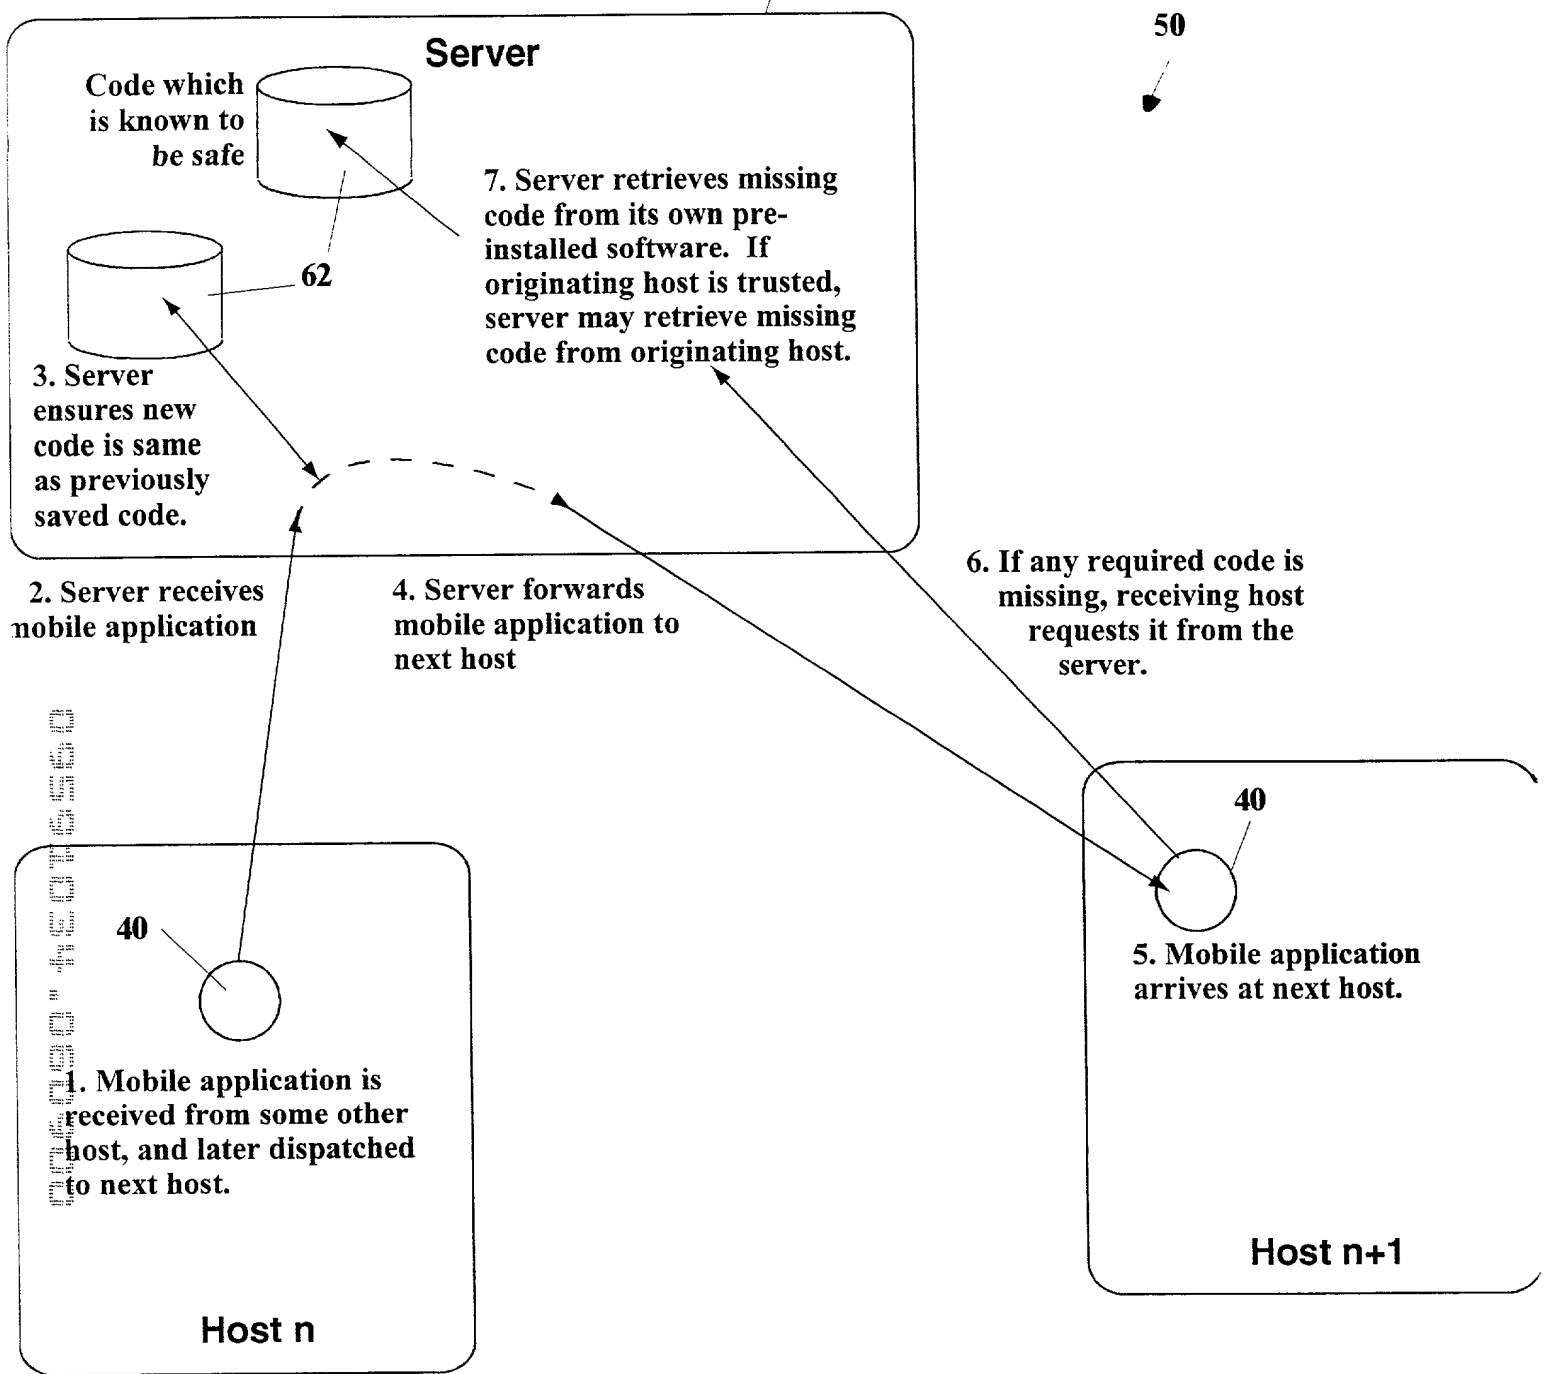 50
Server
Code which
is known to
be safe
7. Server retrieves missing
code from its own pre-
installed software. If
originating host is trusted,
server may retrieve missing
code from originating host.
62
3. Server
ensures new
code is same
as previously
saved code.
2. Server receives
mobile application
4. Server forwards
mobile application to
next host
6. If any required code is
missing, receiving host
requests it from the
server.
40
5. Mobile application
arrives at next host.
Host n+1
40
1. Mobile application is
received from some other
host, and later dispatched
to next host.
Host n